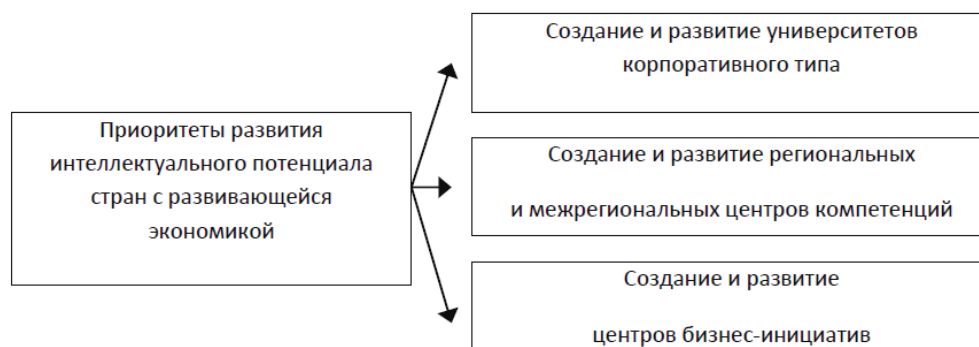 Приоритеты развития
интеллектуального потенциала
стран с развивающейся
экономикой
Создание и развитие университетов
корпоративного типа
Создание и развитие региональных
и межрегиональных центров компетенций
Создание и развитие
центров бизнес-инициатив